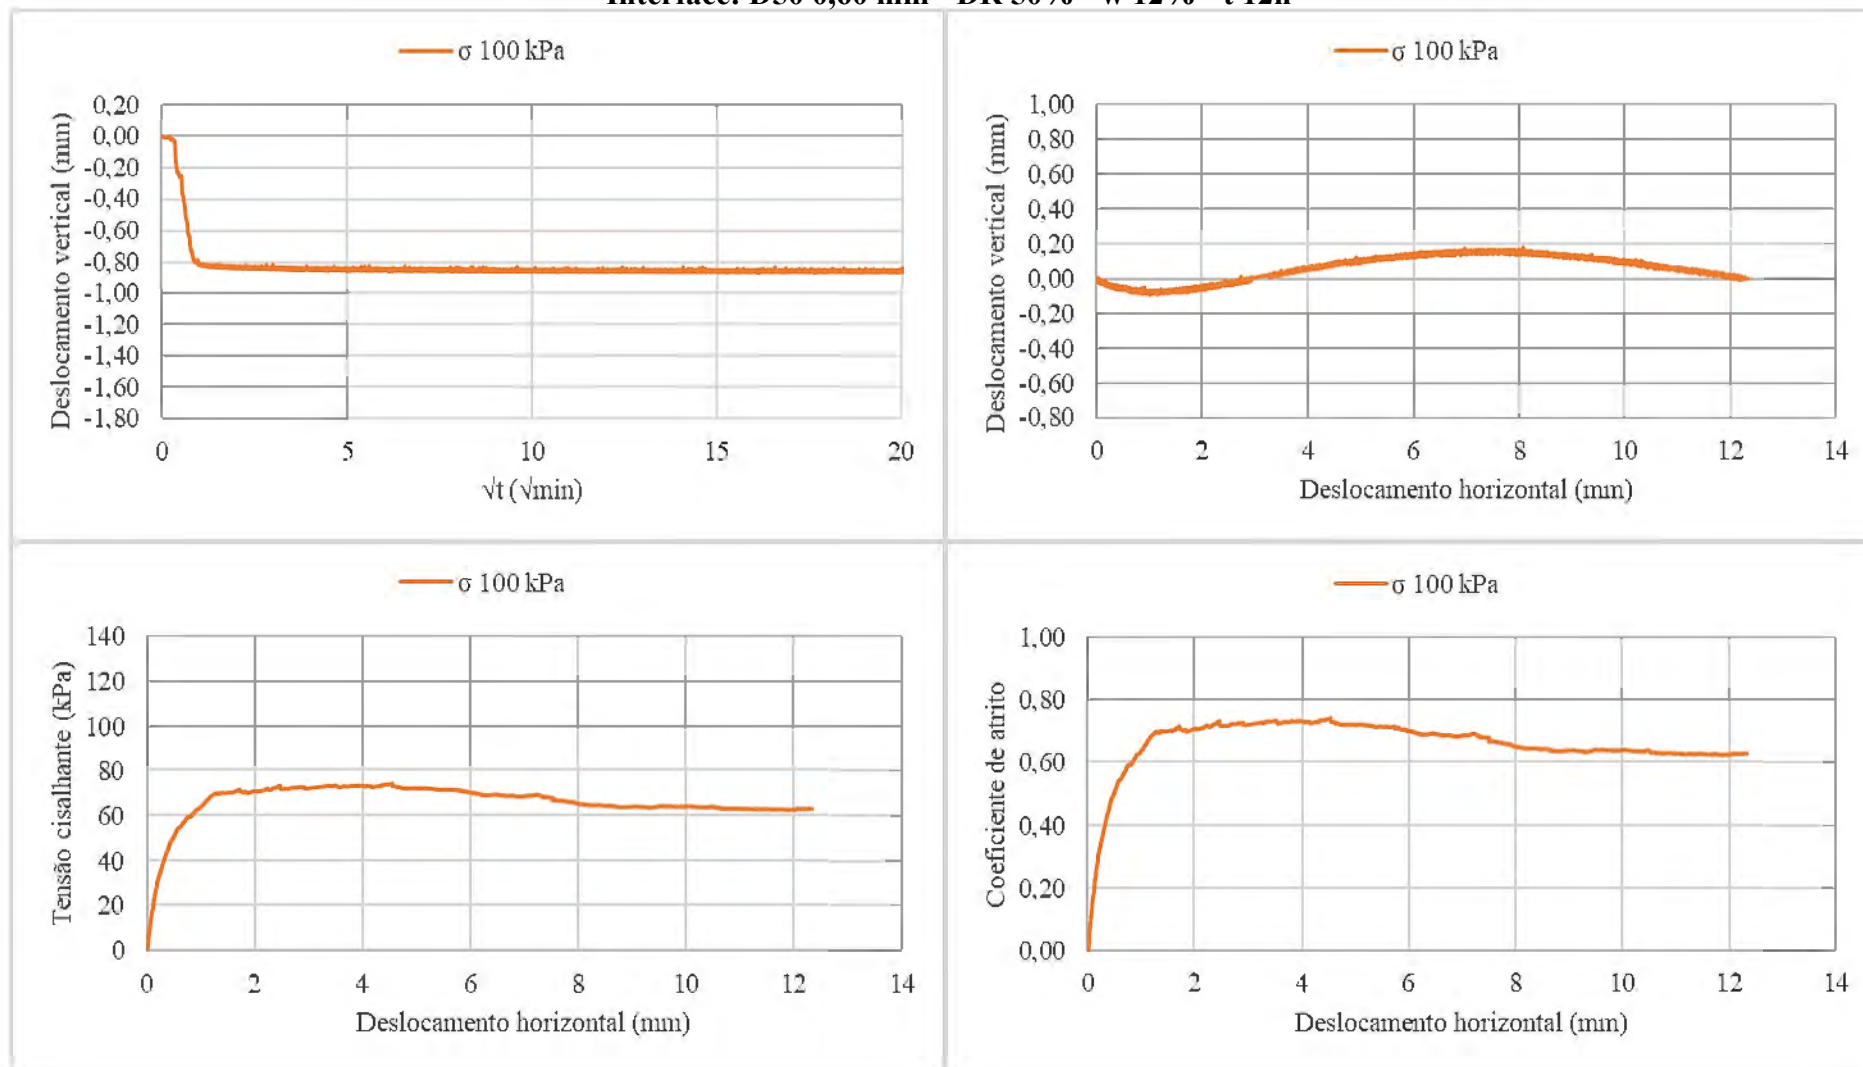 σ 100 kPa
Deslocamento vertical (mm)
0,20
0,00
-0,20
-0,40
-0,60
-0,80
-1,00
-1,20
-1,40
-1,60
-1,80
0 5 10 15 20
√t (√min)
σ 100 kPa
Deslocamento vertical (mm)
1,00
0,80
0,60
0,40
0,20
0,00
-0,20
-0,40
-0,60
-0,80
0 2 4 6 8 10 12 14
Deslocamento horizontal (mm)
σ 100 kPa
Tensão cisalhante (kPa)
140
120
100
80
60
40
20
0
0 2 4 6 8 10 12 14
Deslocamento horizontal (mm)
σ 100 kPa
Coeficiente de atrito
1,00
0,80
0,60
0,40
0,20
0,00
0 2 4 6 8 10 12 14
Deslocamento horizontal (mm)